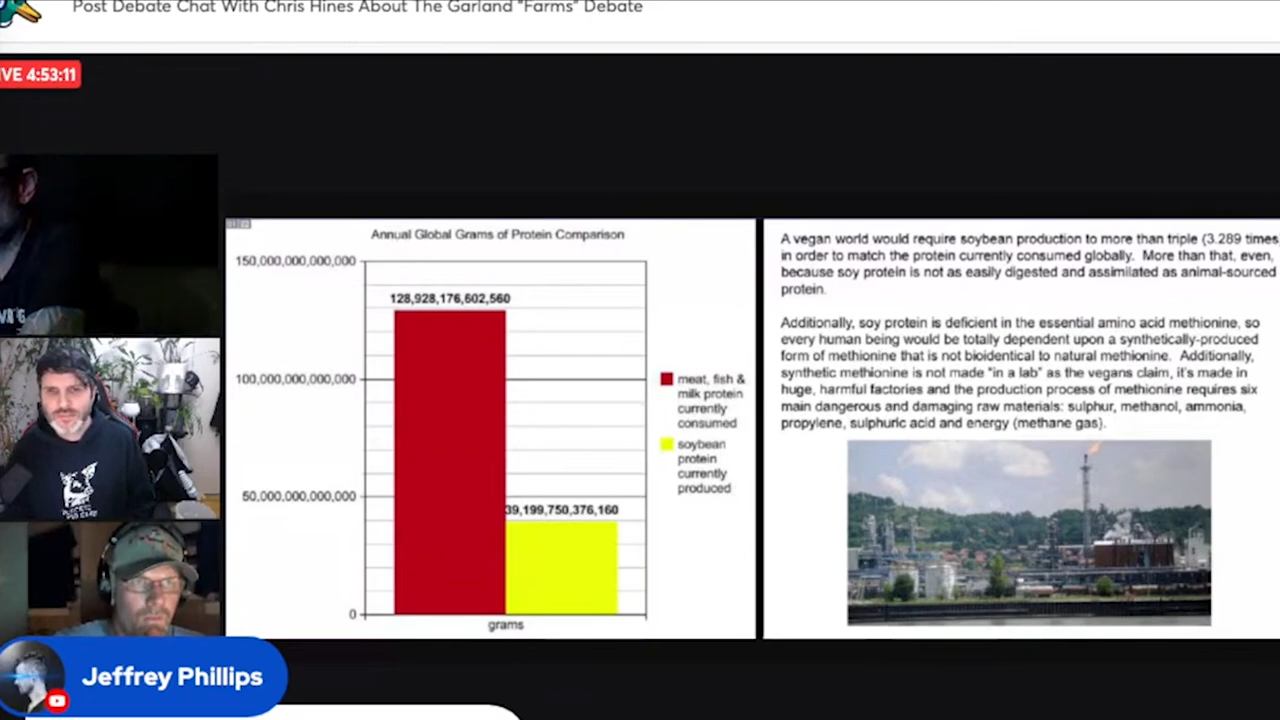 Post Debate Chat With Chris Hines About The Garland "Farms" Debate
IVE 4:53:11
Annual Global Grams of Protein Comparison
150,000,000,000,000
128,928,176,602,560
100,000,000,000,000
50,000,000,000,000
39,199,750,376,160
0
grams
meat, fish &
milk protein
currently
consumed
soybean
protein
currently
produced
A vegan world would require soybean production to more than triple (3.289 times
in order to match the protein currently consumed globally. More than that, even,
because soy protein is not as easily digested and assimilated as animal-sourced
protein.
Additionally, soy protein is deficient in the essential amino acid methionine, so
every human being would be totally dependent upon a synthetically-produced
form of methionine that is not bioidentical to natural methionine. Additionally,
synthetic methionine is not made "in a lab" as the vegans claim, it's made in
huge, harmful factories and the production process of methionine requires six
main dangerous and damaging raw materials: sulphur, methanol, ammonia,
propylene, sulphuric acid and energy (methane gas).
Jeffrey Phillips